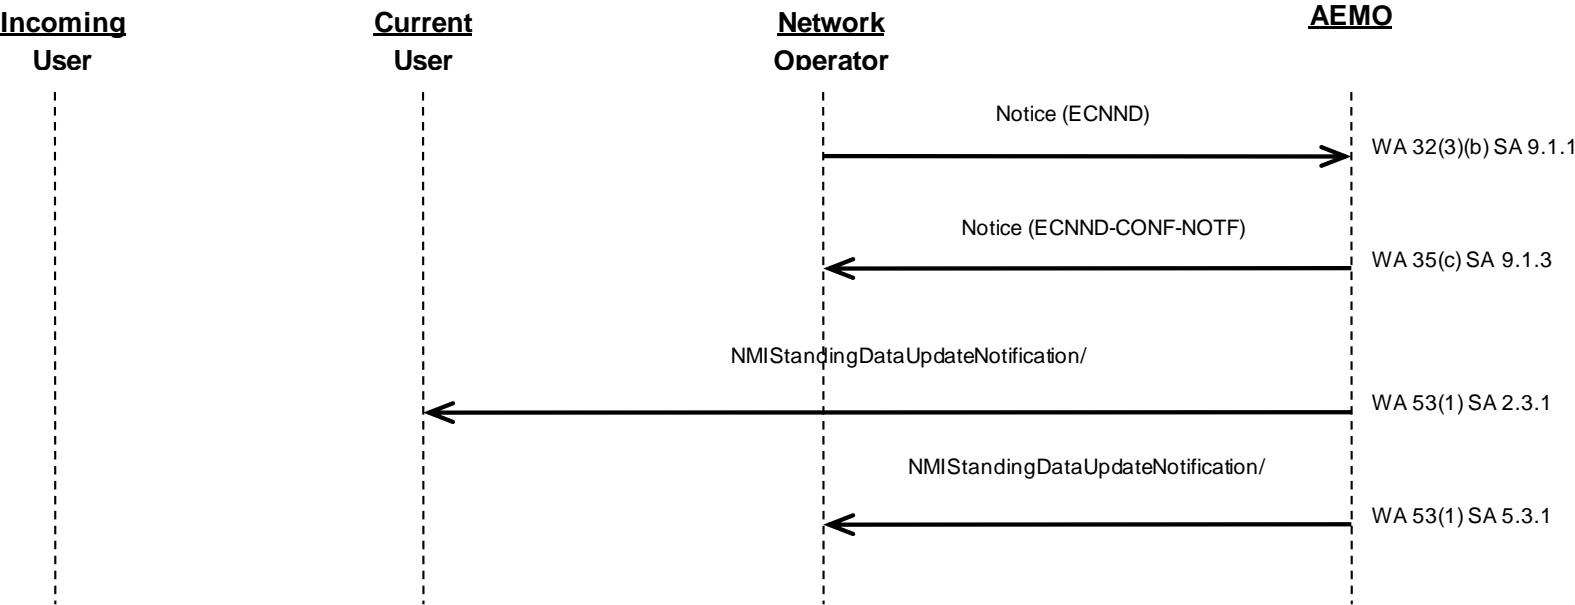 Incoming
User
Current
User
Network
Operator
AEMO
Notice (ECNND)
WA 32(3)(b) SA 9.1.1
Notice (ECNND-CONF-NOTF)
WA 35(c) SA 9.1.3
NMIStandingDataUpdateNotification/
WA 53(1) SA 2.3.1
NMIStandingDataUpdateNotification/
WA 53(1) SA 5.3.1